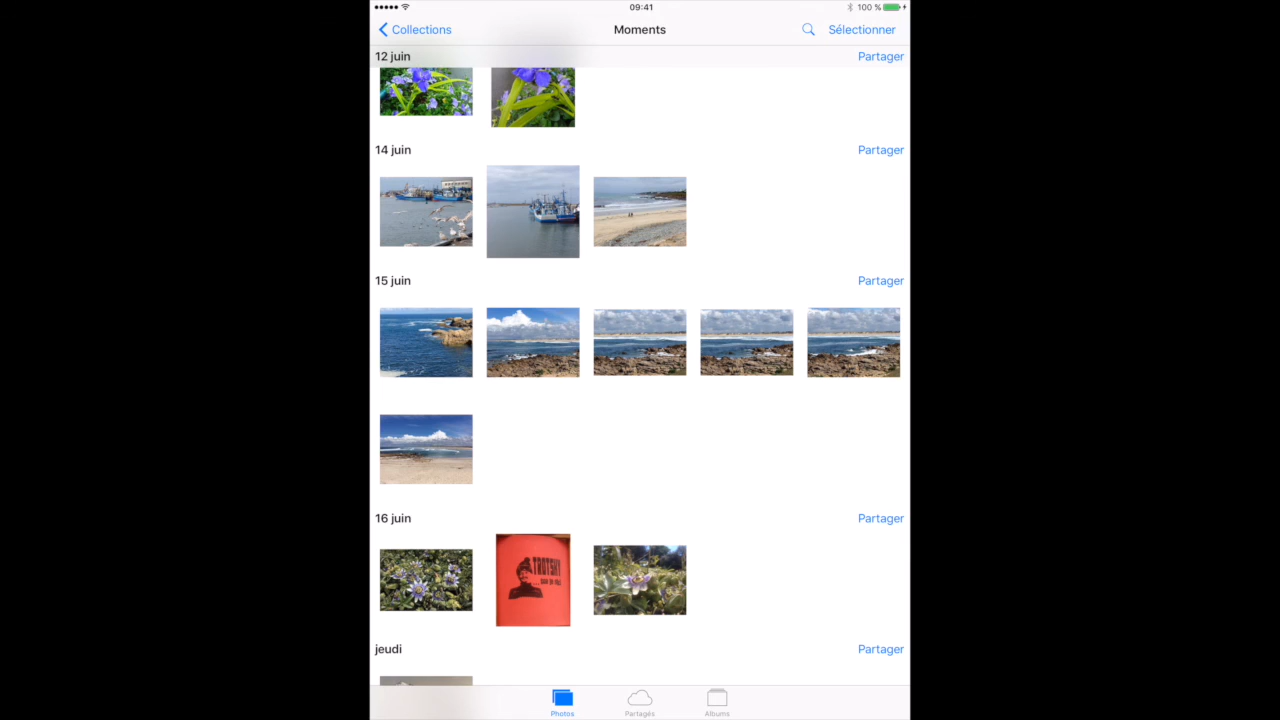 09:41
100 %
Collections
Moments
Sélectionner
12 juin
Partager
14 juin
Partager
15 juin
Partager
16 juin
Partager
TROTSKY
jeudi
Partager
Photos
Partagés
Albums